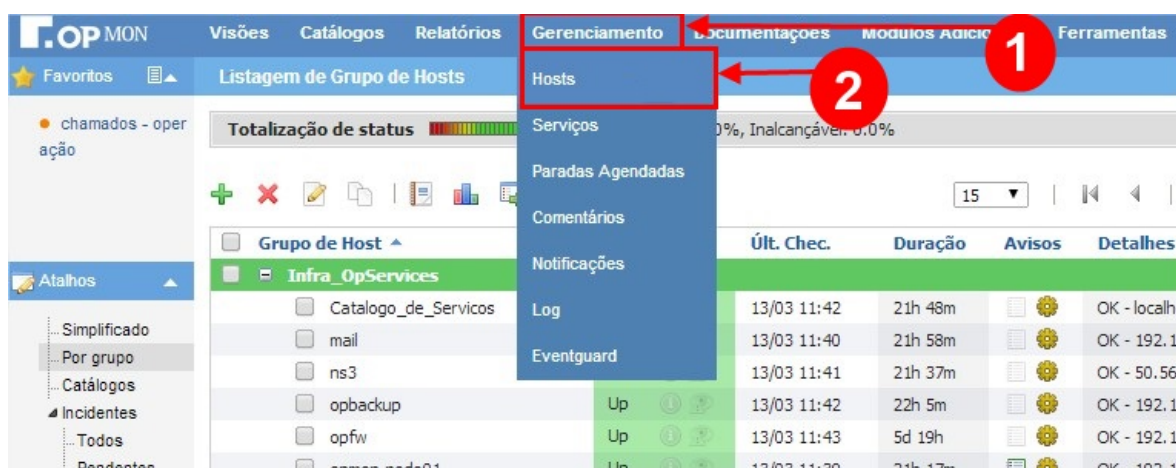 OP MON Visões Catálogos Relatórios Gerenciamento Documentações Módulos Adicio 1 Ferramentas
Favoritos Listagem de Grupo de Hosts Hosts 2
chamados - oper
ação
Totalização de status 0%, Inalcançável: 0.0%
Serviços
Paradas Agendadas
15
Comentários
Grupo de Host Últ. Chec. Duração Avisos Detalhes
Notificações
Atalhos Infra_OpServices
Catalogo_de_Servicos Log 13/03 11:42 21h 48m OK - localh
Simplificado mail 13/03 11:40 21h 58m OK - 192.1
Por grupo Eventguard
ns3 13/03 11:41 21h 37m OK - 50.56
Catálogos
opbackup Up 13/03 11:42 22h 5m OK - 192.1
Incidentes
Todos opfw Up 13/03 11:43 5d 19h OK - 192.1